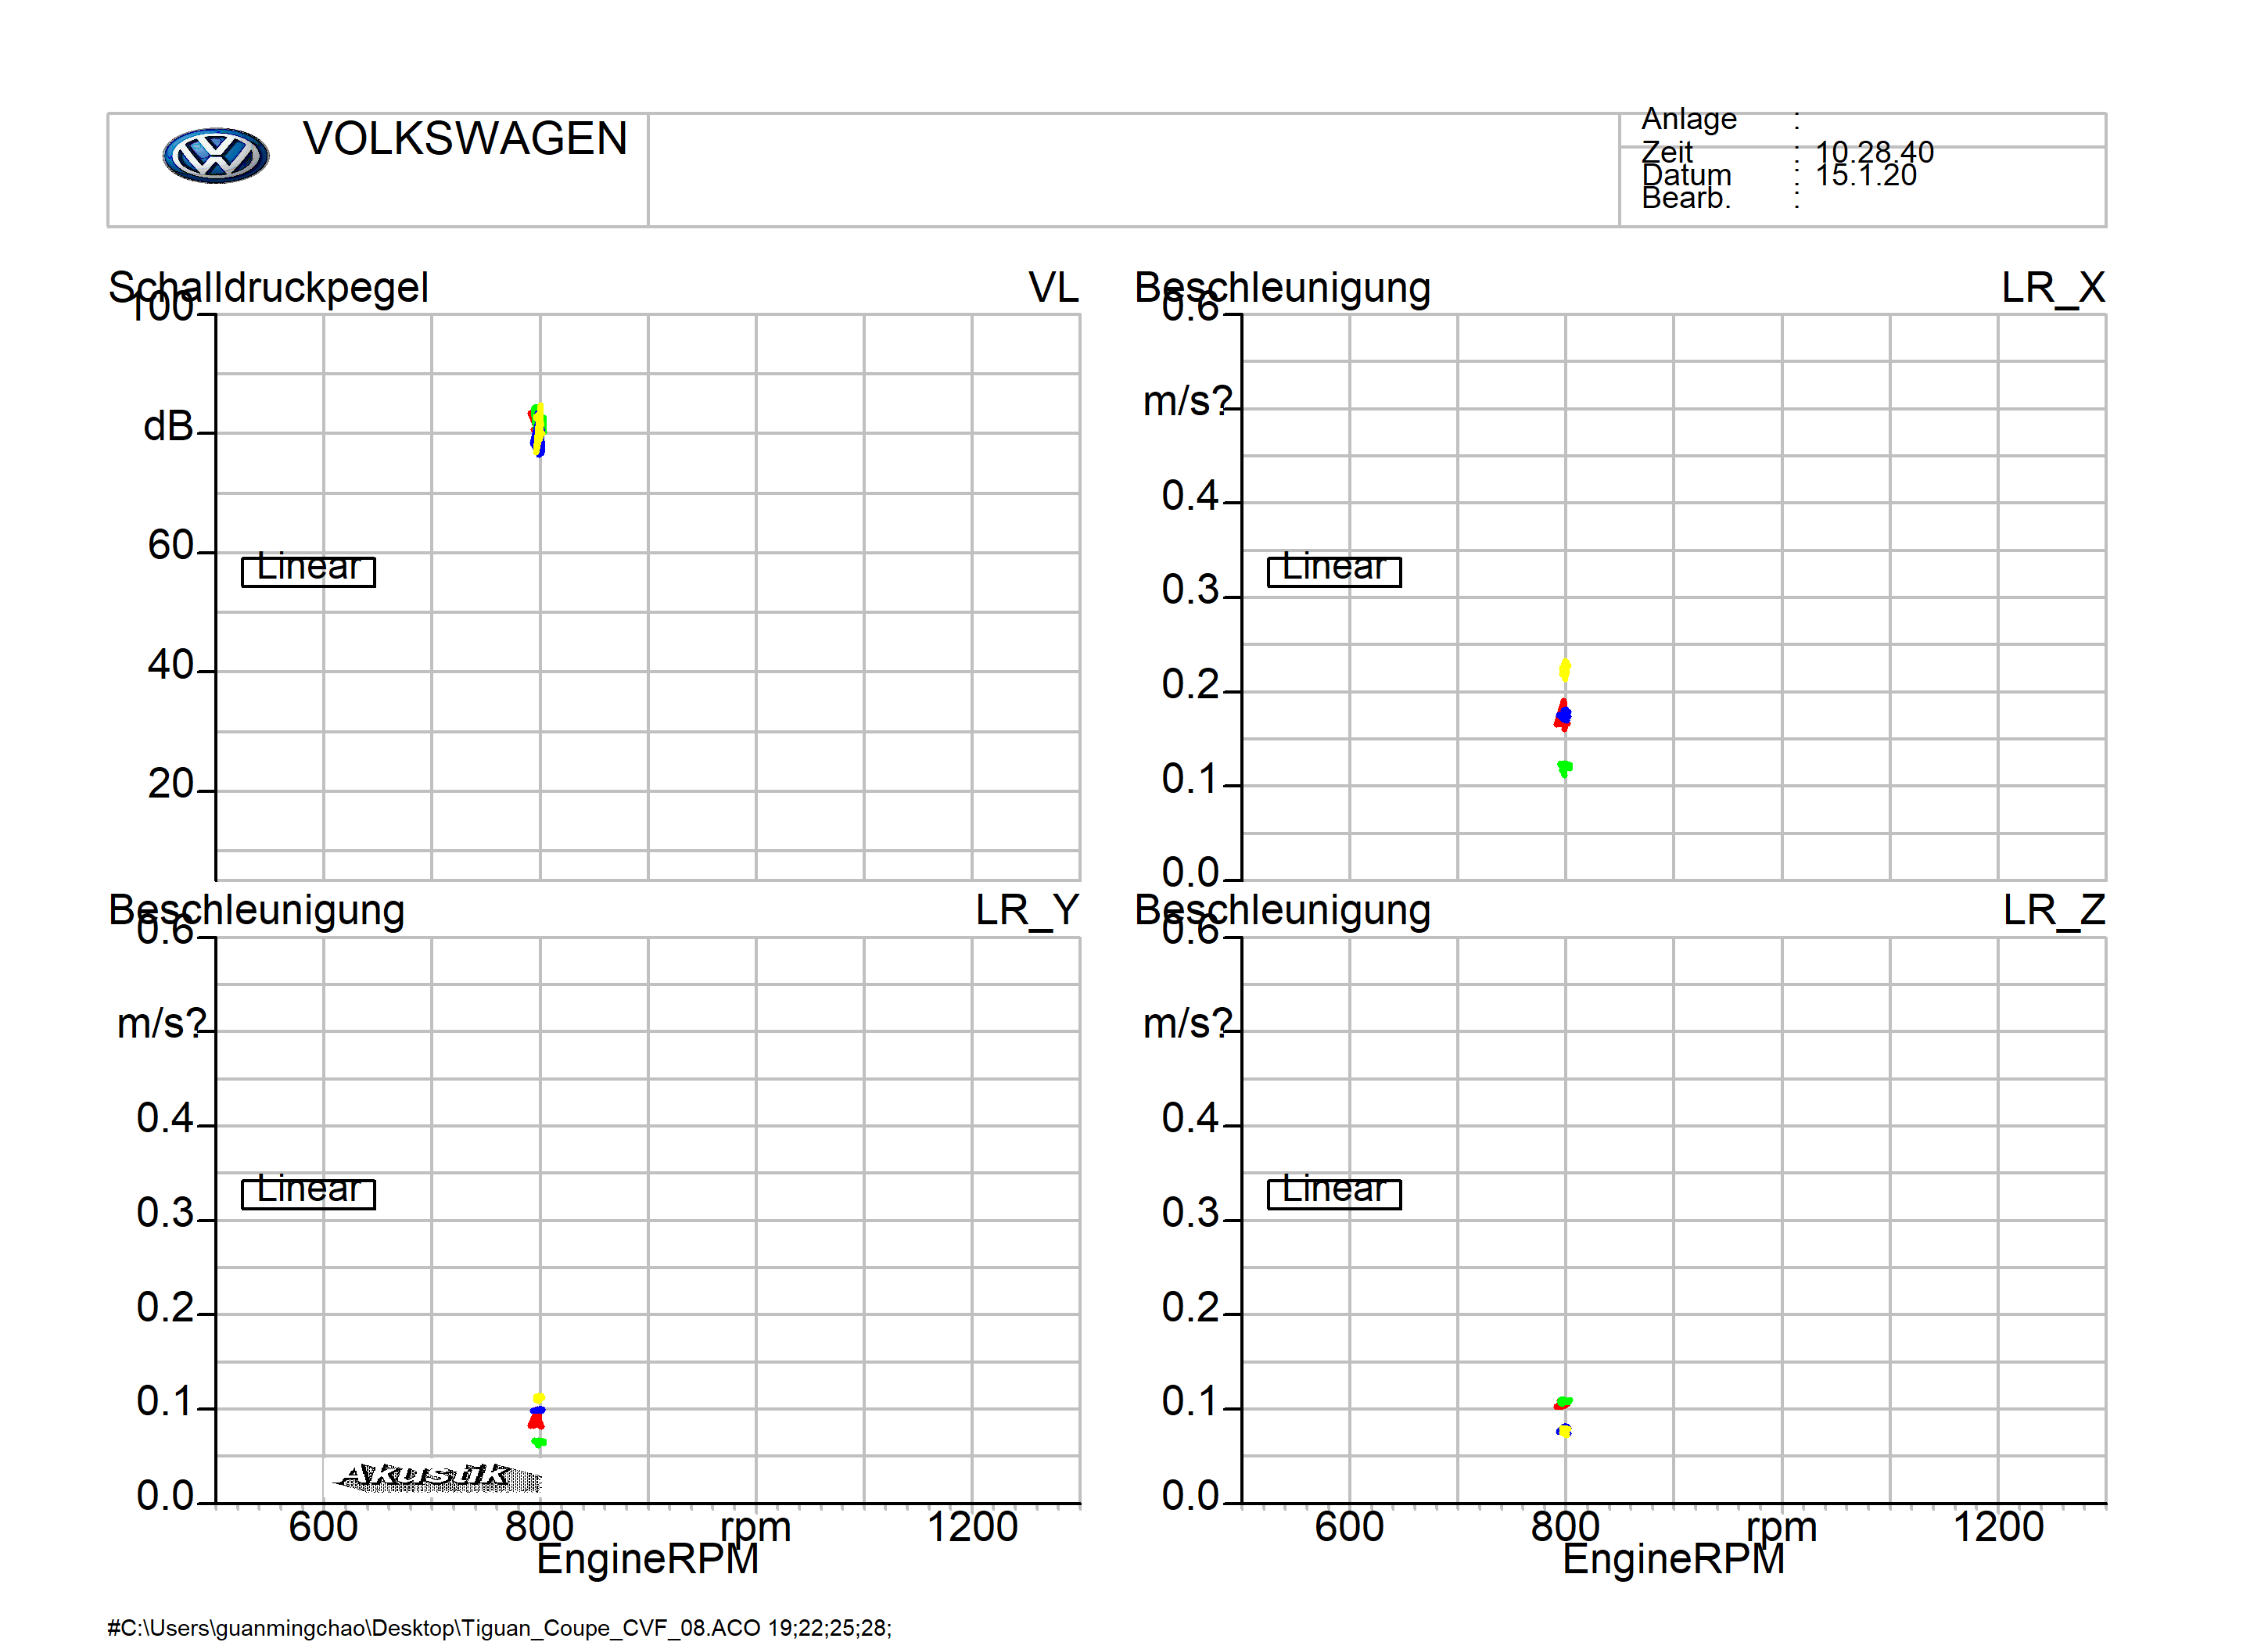 VOLKSWAGEN
Anlage :
Zeit : 10.28.40
Datum : 15.1.20
Bearb. :
Schalldruckpegel VL
100
dB
60
40
20
Linear
Beschleunigung LR_X
0.6
m/s?
0.4
0.3
0.2
0.1
0.0
Linear
Beschleunigung LR_Y
0.6
m/s?
0.4
0.3
0.2
0.1
0.0
Linear
Akustik
600 800 rpm 1200
EngineRPM
Beschleunigung LR_Z
0.6
m/s?
0.4
0.3
0.2
0.1
0.0
Linear
600 800 rpm 1200
EngineRPM
#C:\Users\guanmingchao\Desktop\Tiguan_Coupe_CVF_08.ACO 19;22;25;28;